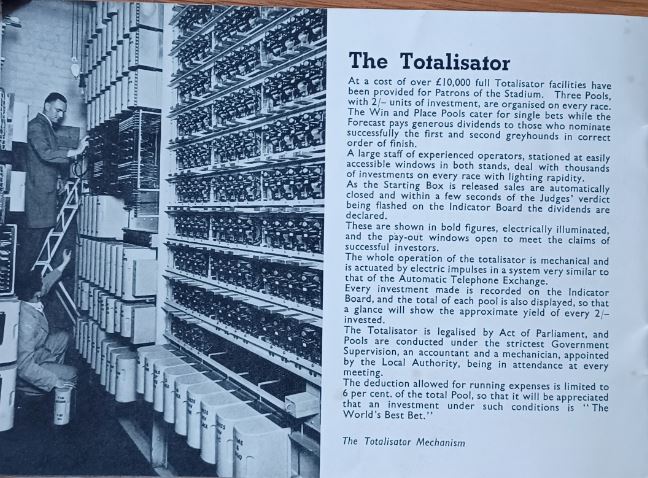 The Totalisator
At a cost of over £10,000 full Totalisator facilities have
been provided for Patrons of the Stadium. Three Pools,
with 2/- units of investment, are organised on every race.
The Win and Place Pools cater for single bets while the
Forecast pays generous dividends to those who nominate
successfully the first and second greyhounds in correct
order of finish.
A large staff of experienced operators, stationed at easily
accessible windows in both stands, deal with thousands
of investments on every race with lighting rapidity.
As the Starting Box is released sales are automatically
closed and within a few seconds of the Judges' verdict
being flashed on the Indicator Board the dividends are
declared.
These are shown in bold figures, electrically illuminated,
and the pay-out windows open to meet the claims of
successful investors.
The whole operation of the totalisator is mechanical and
is actuated by electric impulses in a system very similar to
that of the Automatic Telephone Exchange.
Every investment made is recorded on the Indicator
Board, and the total of each pool is also displayed, so that
a glance will show the approximate yield of every 2/-
invested.
The Totalisator is legalised by Act of Parliament, and
Pools are conducted under the strictest Government
Supervision, an accountant and a mechanician, appointed
by the Local Authority, being in attendance at every
meeting.
The deduction allowed for running expenses is limited to
6 per cent. of the total Pool, so that it will be appreciated
that an investment under such conditions is "The
World's Best Bet."
The Totalisator Mechanism